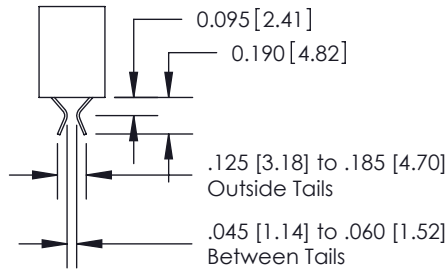 0.095 [2.41]
0.190 [4.82]
.125 [3.18] to .185 [4.70]
Outside Tails
.045 [1.14] to .060 [1.52]
Between Tails